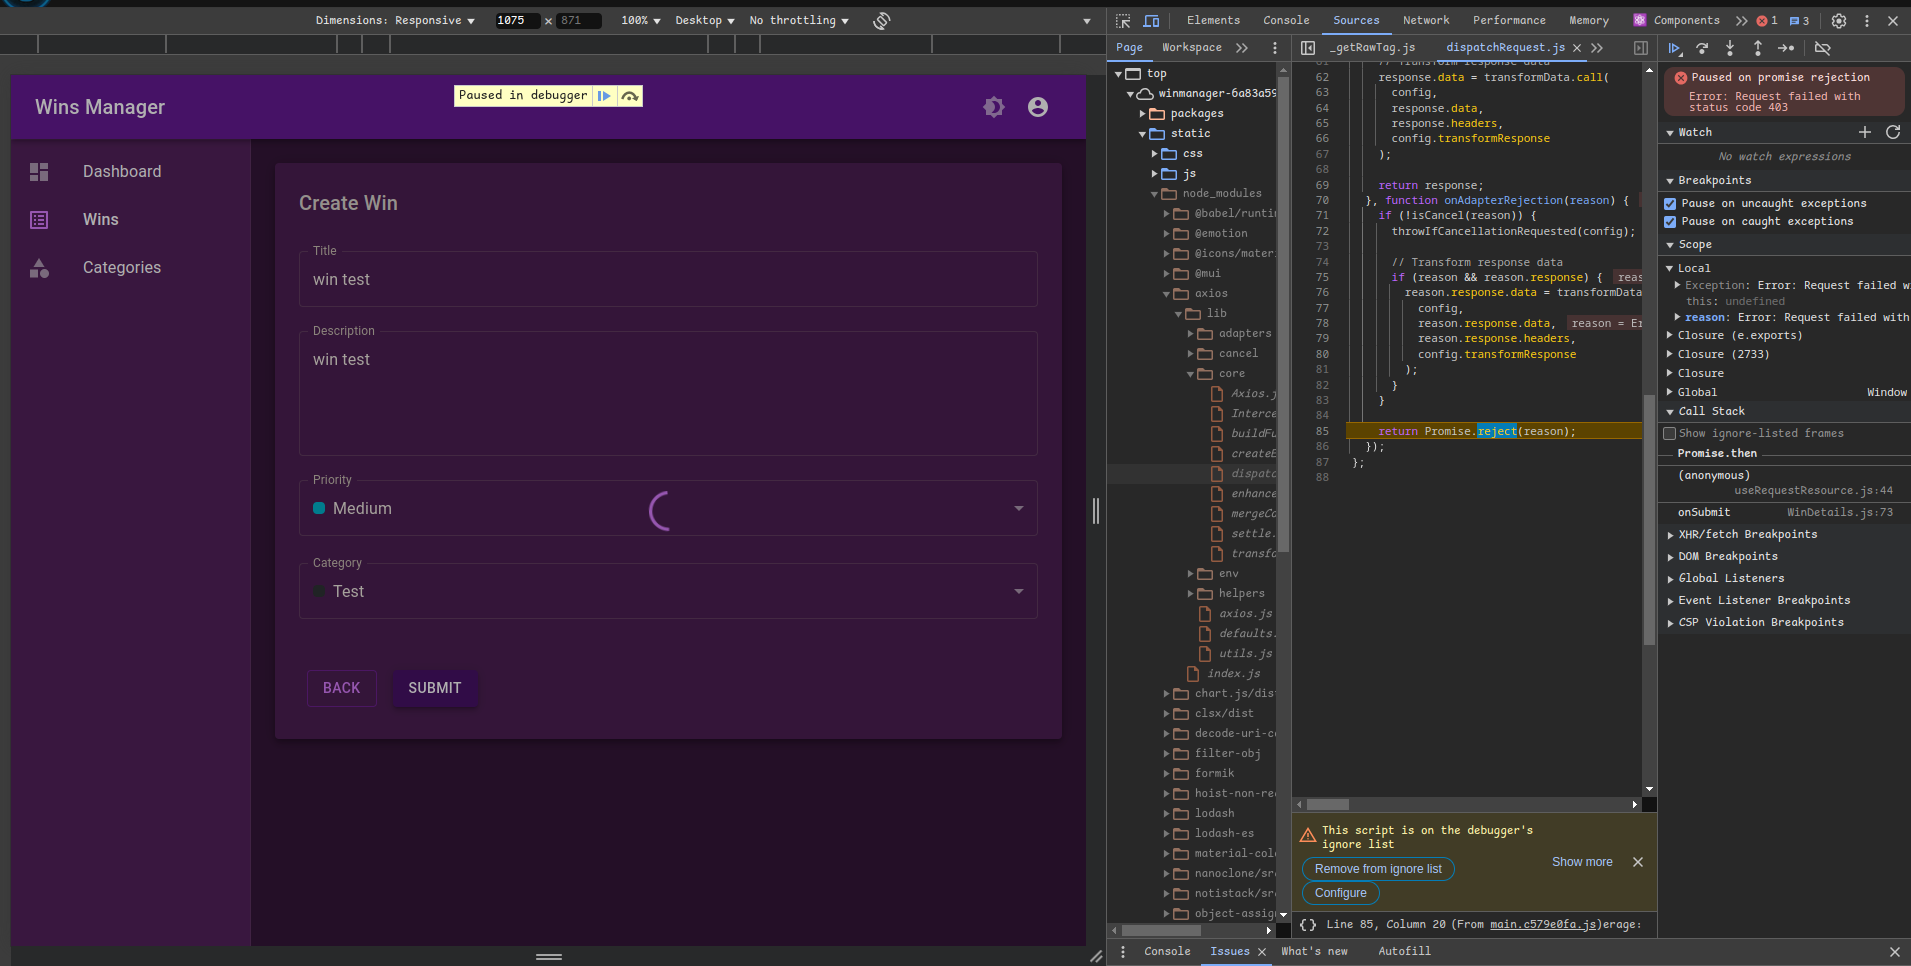 Dimensions: Responsive ▼ 1075 × 871 100% ▼ Desktop ▼ No throttling ▼
Wins Manager
Paused in debugger
Dashboard
Wins
Categories
Create Win
Title
win test
Description
win test
Priority
Medium
Category
Test
BACK
SUBMIT
Elements Console Sources Network Performance Memory Components 1 3
Page Workspace
top
winmanager-6a83a59
packages
static
css
js
node_modules
@babel/runti
@emotion
@icons/mater
@mui
axios
lib
adapters
cancel
core
Axios.j
Interce
buildFu
createE
dispatc
enhance
mergeCo
settle.
transfo
env
helpers
axios.js
defaults.
utils.js
index.js
chart.js/dis
clsx/dist
decode-uri-c
filter-obj
formik
hoist-non-re
lodash
lodash-es
material-col
nanoclone/sr
notistack/sr
object-assig
_getRawTag.js dispatchRequest.js
61 // Transform response data
62 response.data = transformData.call(
63 config,
64 response.data,
65 response.headers,
66 config.transformResponse
67 );
68
69 return response;
70 }, function onAdapterRejection(reason) {
71 if (!isCancel(reason)) {
72 throwIfCancellationRequested(config);
73
74 // Transform response data
75 if (reason && reason.response) { reas
76 reason.response.data = transformData
77 config,
78 reason.response.data, reason = Er
79 reason.response.headers,
80 config.transformResponse
81 );
82 }
83 }
84
85 return Promise.reject(reason);
86 });
87 };
88
This script is on the debugger's
ignore list
Remove from ignore list
Show more
Configure
{} Line 85, Column 20 (From main.c579e0fa.js)erage:
Paused on promise rejection
Error: Request failed with
status code 403
Watch
No watch expressions
Breakpoints
Pause on uncaught exceptions
Pause on caught exceptions
Scope
Local
Exception: Error: Request failed w
this: undefined
reason: Error: Request failed with
Closure (e.exports)
Closure (2733)
Closure
Global Window
Call Stack
Show ignore-listed frames
Promise.then
(anonymous)
useRequestResource.js:44
onSubmit WinDetails.js:73
XHR/fetch Breakpoints
DOM Breakpoints
Global Listeners
Event Listener Breakpoints
CSP Violation Breakpoints
Console Issues What's new Autofill